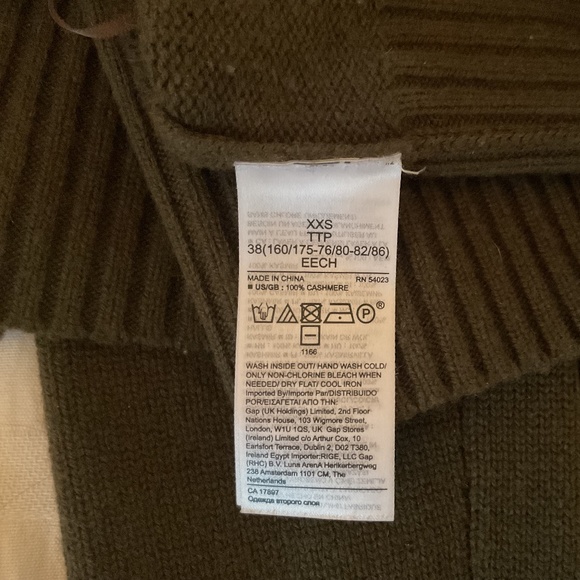 XXS
TTP
38(160/175-76/80-82/86)
EECH
MADE IN CHINA RN 54023
■ US/GB : 100% CASHMERE
P ®
1166
WASH INSIDE OUT/ HAND WASH COLD/
ONLY NON-CHLORINE BLEACH WHEN
NEEDED/ DRY FLAT/ COOL IRON
Imported By/Importe Par/DISTRIBUIDO
POR/ΕΙΣΑΓΕΤΑΙ ΑΠΟ ΤΗΝ:
Gap (UK Holdings) Limited, 2nd Floor
Nations House, 103 Wigmore Street,
London, W1U 1QS, UK Gap Stores
(Ireland) Limited c/o Arthur Cox, 10
Earlsfort Terrace, Dublin 2, D02 T380,
Ireland Egypt Importer:RIGE, LLC Gap
(RHC) B.V. Luna ArenA Herikerbergweg
238 Amsterdam 1101 CM, The
Netherlands
CA 17897
Одежда второго слоя